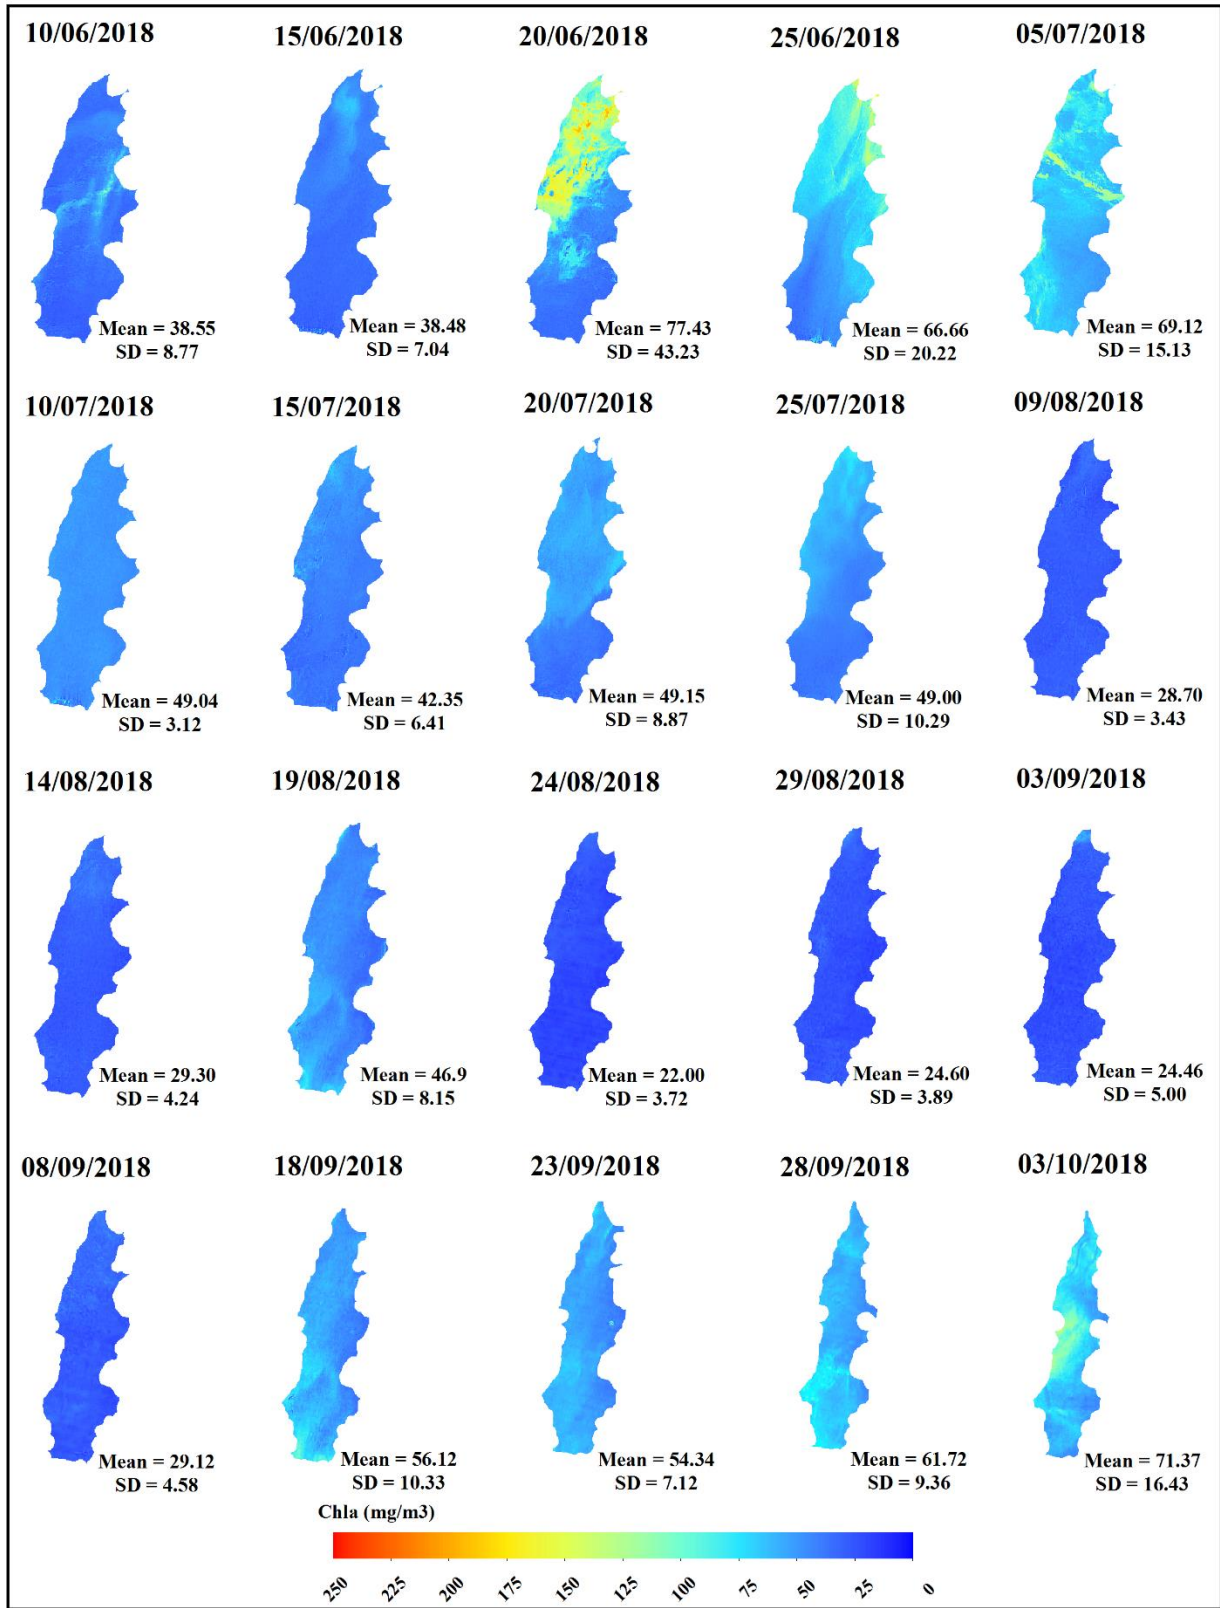 10/06/2018
15/06/2018
20/06/2018
25/06/2018
05/07/2018
Mean = 38.55
SD = 8.77
Mean = 38.48
SD = 7.04
Mean = 77.43
SD = 43.23
Mean = 66.66
SD = 20.22
Mean = 69.12
SD = 15.13
10/07/2018
15/07/2018
20/07/2018
25/07/2018
09/08/2018
Mean = 49.04
SD = 3.12
Mean = 42.35
SD = 6.41
Mean = 49.15
SD = 8.87
Mean = 49.00
SD = 10.29
Mean = 28.70
SD = 3.43
14/08/2018
19/08/2018
24/08/2018
29/08/2018
03/09/2018
Mean = 29.30
SD = 4.24
Mean = 46.9
SD = 8.15
Mean = 22.00
SD = 3.72
Mean = 24.60
SD = 3.89
Mean = 24.46
SD = 5.00
08/09/2018
18/09/2018
23/09/2018
28/09/2018
03/10/2018
Mean = 29.12
SD = 4.58
Mean = 56.12
SD = 10.33
Mean = 54.34
SD = 7.12
Mean = 61.72
SD = 9.36
Mean = 71.37
SD = 16.43
Chla (mg/m3)
250
225
200
175
150
125
100
75
50
25
0